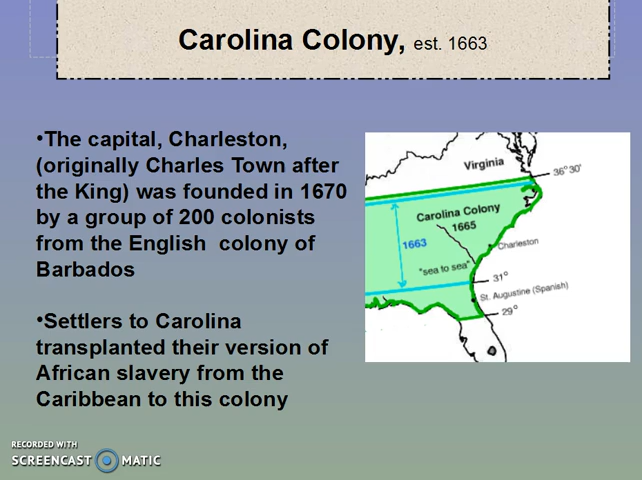 Carolina Colony, est. 1663
•The capital, Charleston,
(originally Charles Town after
the King) was founded in 1670
by a group of 200 colonists
from the English colony of
Barbados
•Settlers to Carolina
transplanted their version of
African slavery from the
Caribbean to this colony
Virginia
36°30'
Carolina Colony
1665
1663
Charleston
"sea to sea"
31°
St. Augustine (Spanish)
29°
RECORDED WITH
SCREENCAST MATIC